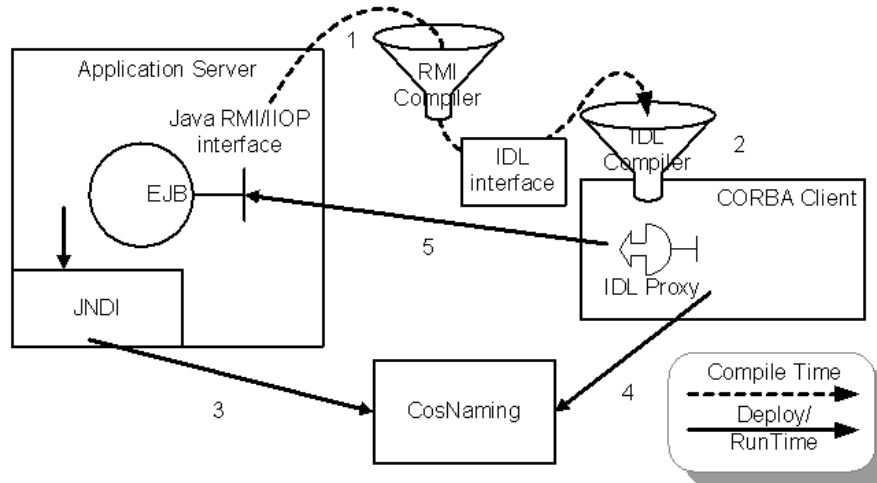 1
Application Server
RMI
Compiler
Java RMI/IIOP
interface
IDL
Compiler
2
IDL
interface
EJB
CORBA Client
5
IDL Proxy
JNDI
3
CosNaming
4
Compile Time
Deploy/
RunTime